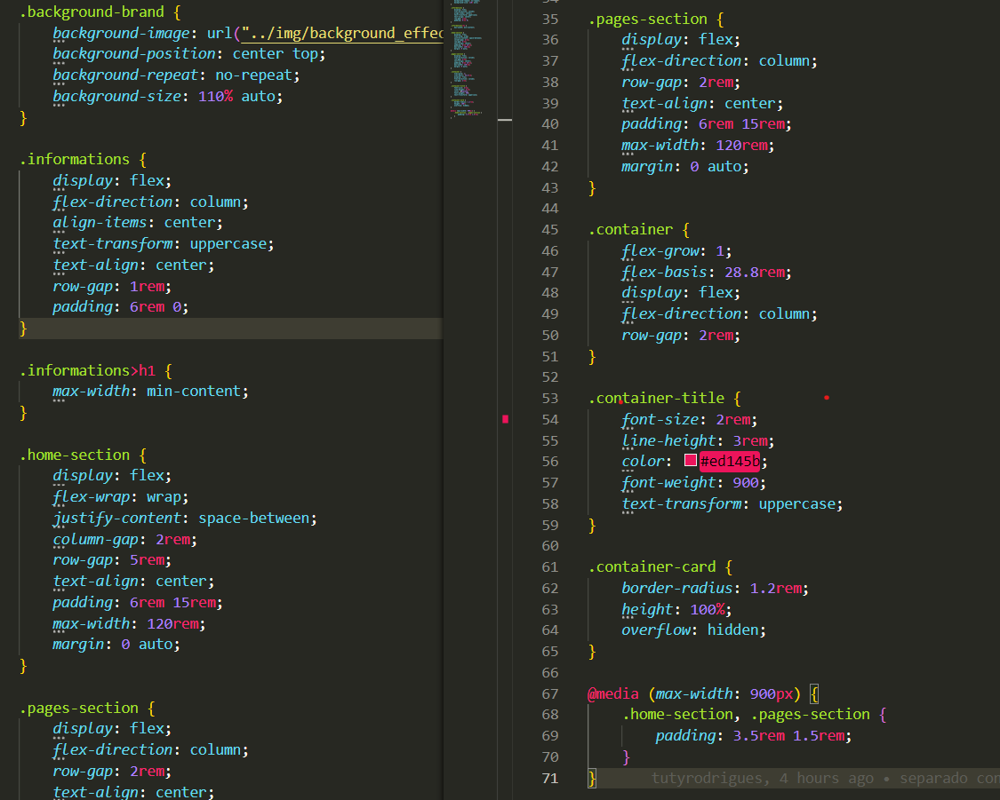 .background-brand {
background-image: url("../img/background_effec
background-position: center top;
background-repeat: no-repeat;
background-size: 110% auto;
}
.informations {
display: flex;
flex-direction: column;
align-items: center;
text-transform: uppercase;
text-align: center;
row-gap: 1rem;
padding: 6rem 0;
}
.informations>h1 {
max-width: min-content;
}
.home-section {
display: flex;
flex-wrap: wrap;
justify-content: space-between;
column-gap: 2rem;
row-gap: 5rem;
text-align: center;
padding: 6rem 15rem;
max-width: 120rem;
margin: 0 auto;
}
.pages-section {
display: flex;
flex-direction: column;
row-gap: 2rem;
text-align: center;
34
35 .pages-section {
36 display: flex;
37 flex-direction: column;
38 row-gap: 2rem;
39 text-align: center;
40 padding: 6rem 15rem;
41 max-width: 120rem;
42 margin: 0 auto;
43 }
44
45 .container {
46 flex-grow: 1;
47 flex-basis: 28.8rem;
48 display: flex;
49 flex-direction: column;
50 row-gap: 2rem;
51 }
52
53 .container-title {
54 font-size: 2rem;
55 line-height: 3rem;
56 color: #ed145b;
57 font-weight: 900;
58 text-transform: uppercase;
59 }
60
61 .container-card {
62 border-radius: 1.2rem;
63 height: 100%;
64 overflow: hidden;
65 }
66
67 @media (max-width: 900px) {
68 .home-section, .pages-section {
69 padding: 3.5rem 1.5rem;
70 }
71 } tutyrodrigues, 4 hours ago • separado con